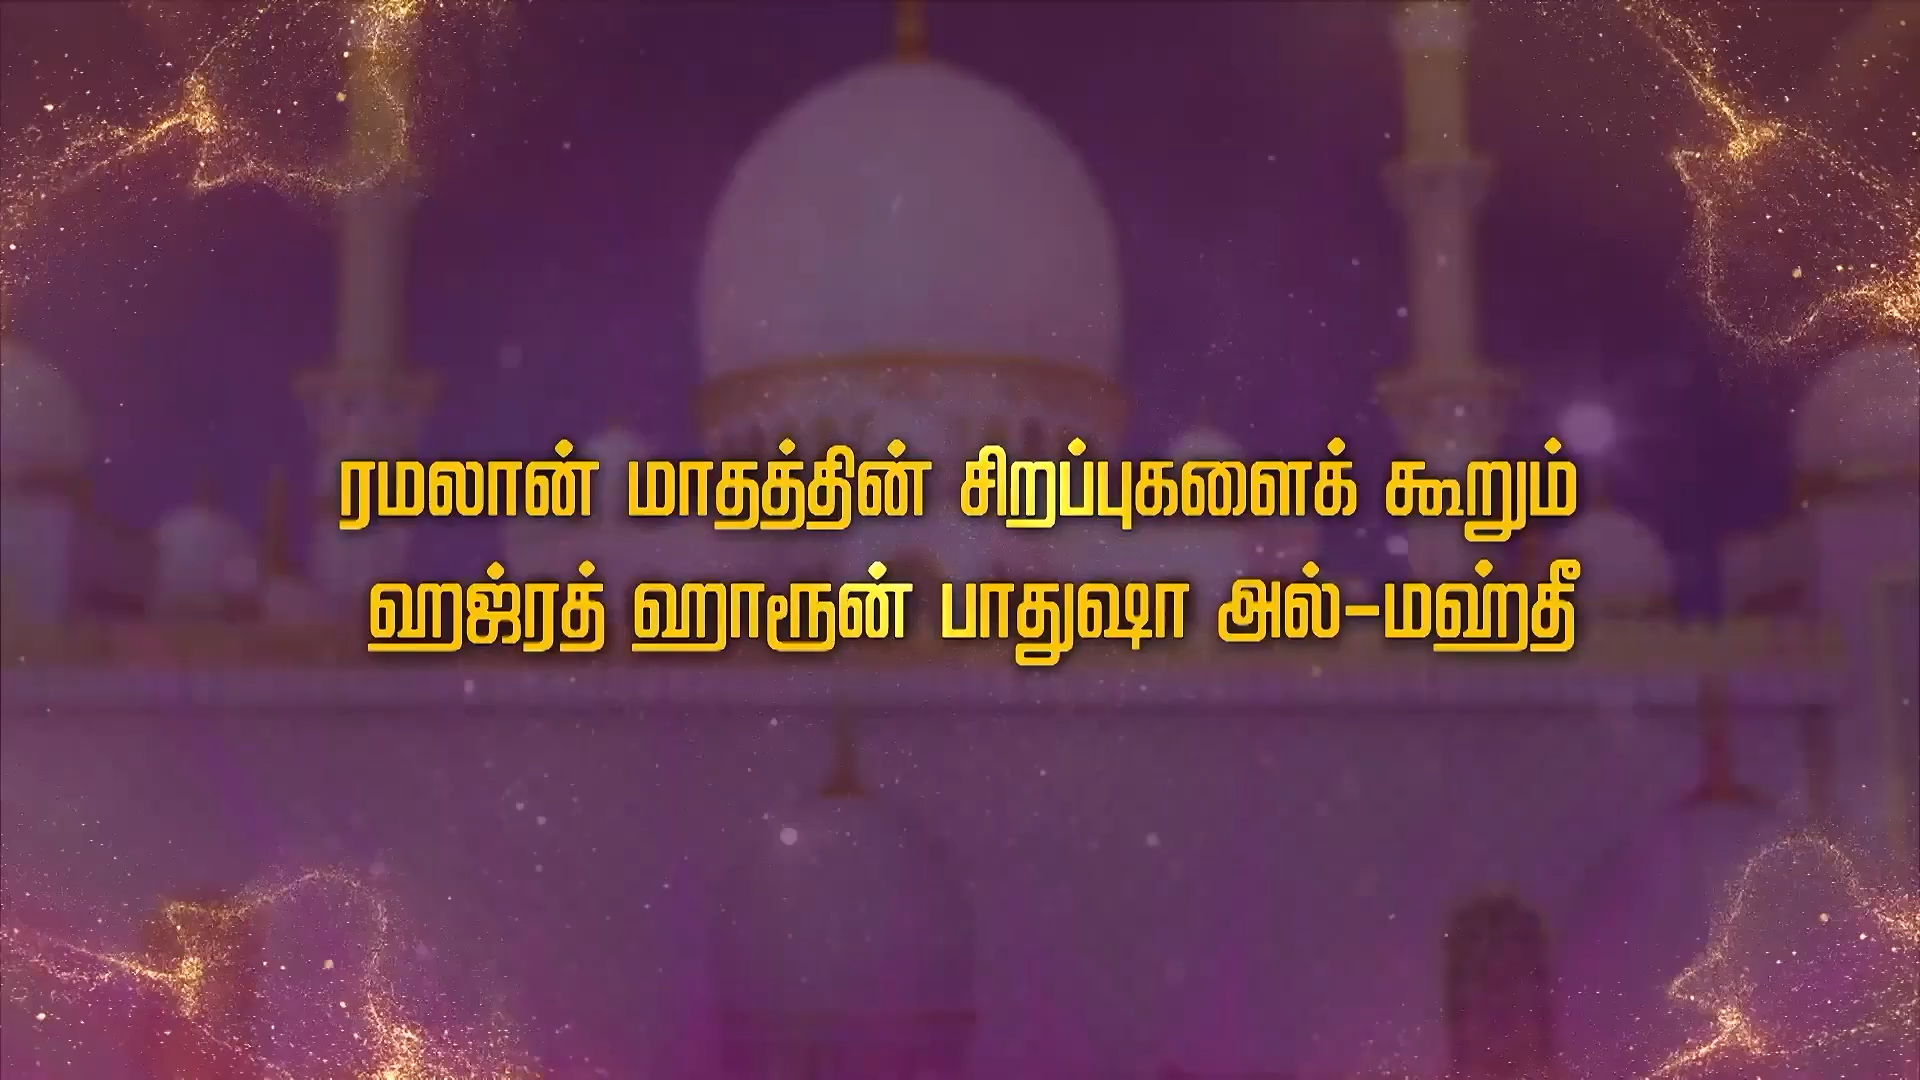 ரமலான் மாதத்தின் சிறப்புகளைக் கூறும்
ஹஜ்ரத் ஹாரூன் பாதுஷா அல்-மஹ்தீ